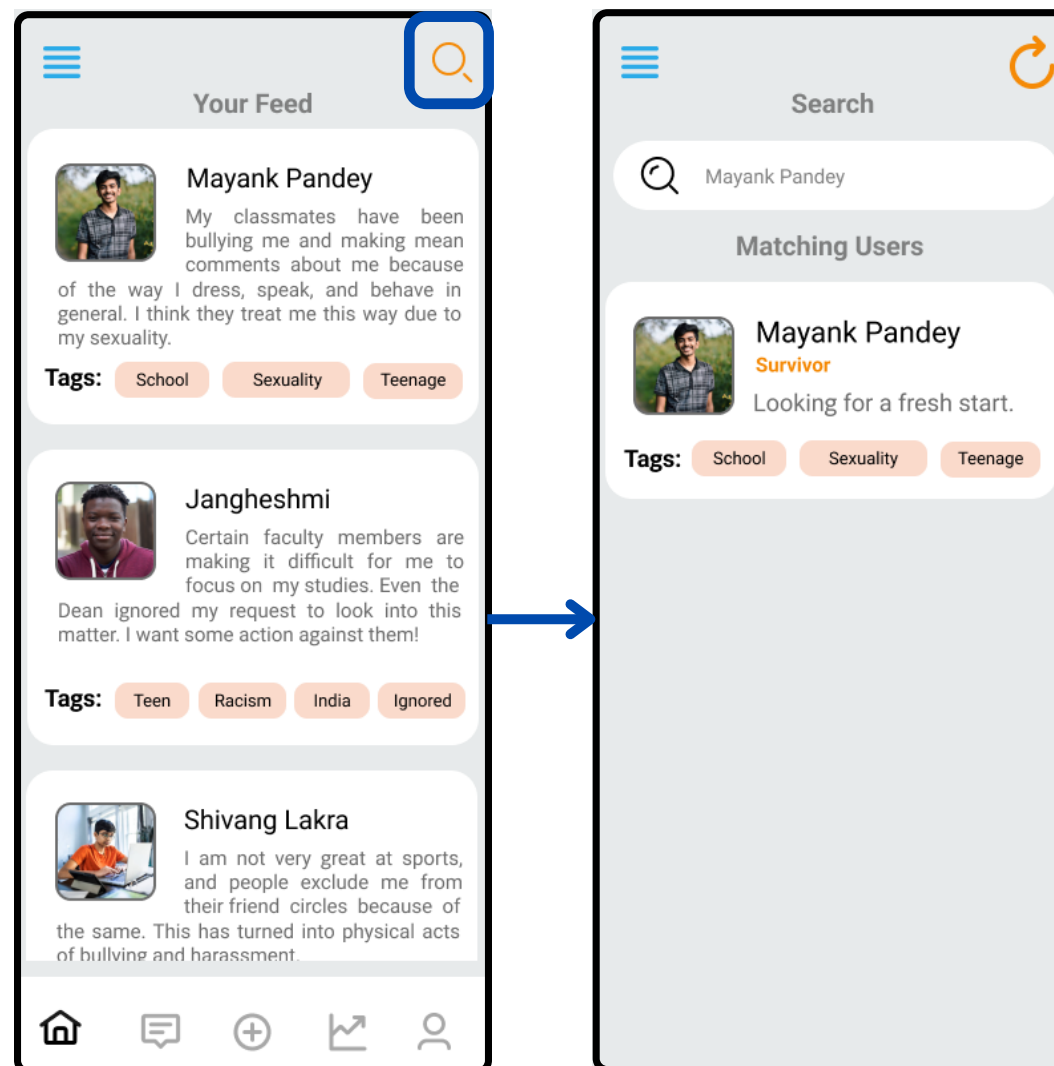 Your Feed
Mayank Pandey
My classmates have been
bullying me and making mean
comments about me because
of the way I dress, speak, and behave in
general. I think they treat me this way due to
my sexuality.
Tags: School Sexuality Teenage
Jangheshmi
Certain faculty members are
making it difficult for me to
focus on my studies. Even the
Dean ignored my request to look into this
matter. I want some action against them!
Tags: Teen Racism India Ignored
Shivang Lakra
I am not very great at sports,
and people exclude me from
their friend circles because of
the same. This has turned into physical acts
of bullying and harassment.
Search
Mayank Pandey
Matching Users
Mayank Pandey
Survivor
Looking for a fresh start.
Tags: School Sexuality Teenage